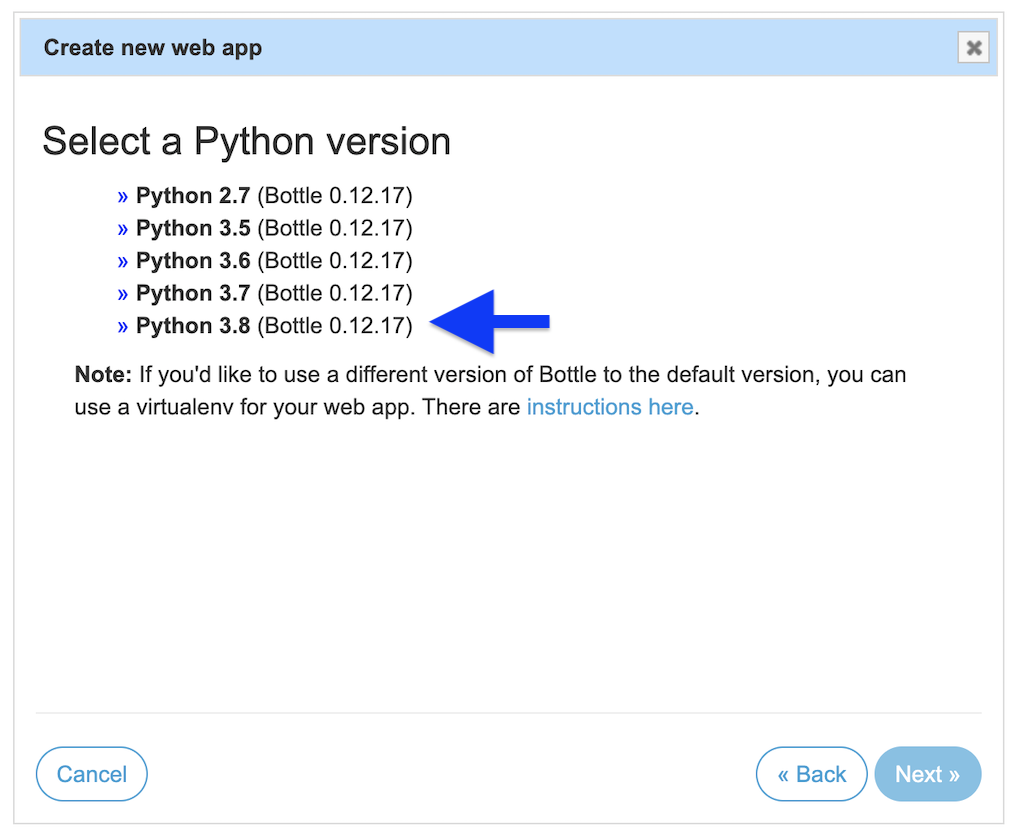 Create new web app
Select a Python version
» Python 2.7 (Bottle 0.12.17)
» Python 3.5 (Bottle 0.12.17)
» Python 3.6 (Bottle 0.12.17)
» Python 3.7 (Bottle 0.12.17)
» Python 3.8 (Bottle 0.12.17)
Note: If you'd like to use a different version of Bottle to the default version, you can
use a virtualenv for your web app. There are instructions here.
Cancel
« Back
Next »